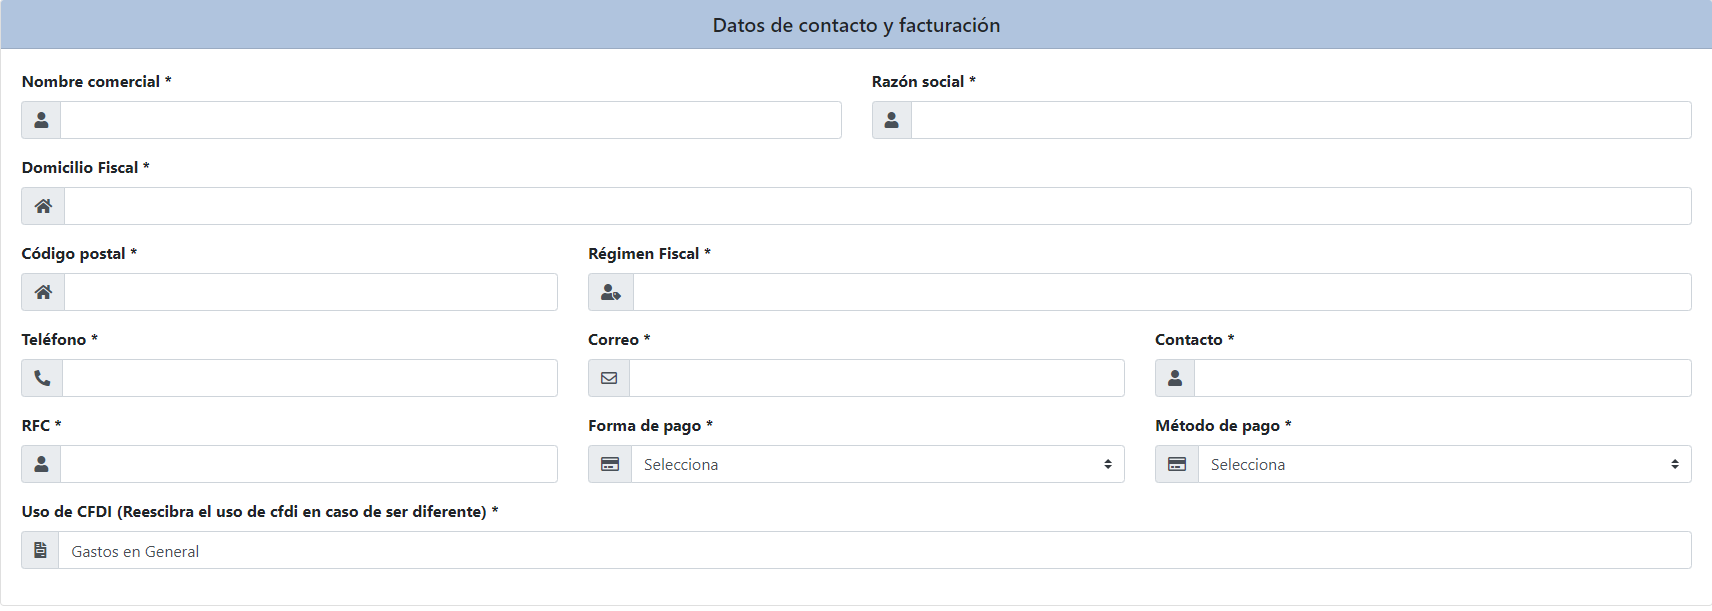 Datos de contacto y facturación
Nombre comercial *
Razón social *
Domicilio Fiscal *
Código postal *
Régimen Fiscal *
Teléfono *
Correo *
Contacto *
RFC *
Forma de pago *
Método de pago *
Selecciona
Selecciona
Uso de CFDI (Reescibra el uso de cfdi en caso de ser diferente) *
Gastos en General